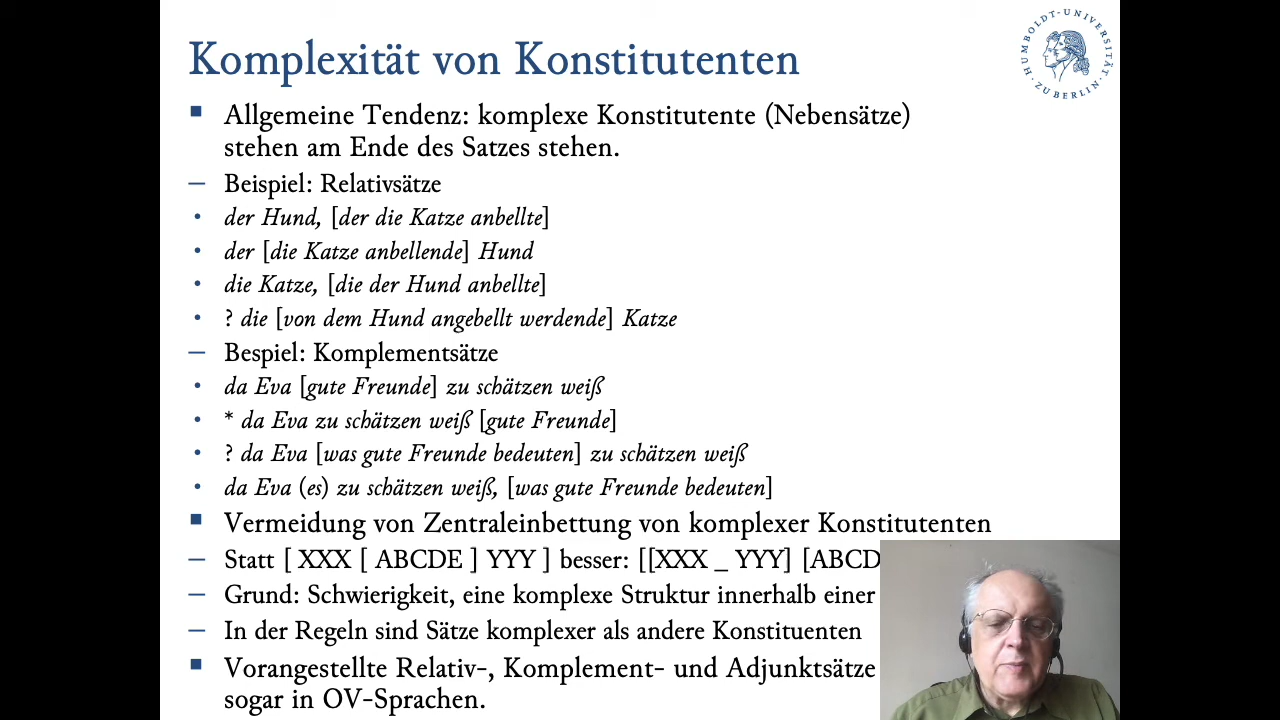 Komplexität von Konstitutenten
HUMBOLDT-UNIVERSITÄT
ZU BERLIN
▪ Allgemeine Tendenz: komplexe Konstitutente (Nebensätze)
stehen am Ende des Satzes stehen.
– Beispiel: Relativsätze
• der Hund, [der die Katze anbellte]
• der [die Katze anbellende] Hund
• die Katze, [die der Hund anbellte]
• ? die [von dem Hund angebellt werdende] Katze
– Bespiel: Komplementsätze
• da Eva [gute Freunde] zu schätzen weiß
• * da Eva zu schätzen weiß [gute Freunde]
• ? da Eva [was gute Freunde bedeuten] zu schätzen weiß
• da Eva (es) zu schätzen weiß, [was gute Freunde bedeuten]
▪ Vermeidung von Zentraleinbettung von komplexer Konstitutenten
– Statt [ XXX [ ABCDE ] YYY ] besser: [[XXX _ YYY] [ABCD
– Grund: Schwierigkeit, eine komplexe Struktur innerhalb einer
– In der Regeln sind Sätze komplexer als andere Konstituenten
▪ Vorangestellte Relativ-, Komplement- und Adjunktsätze
sogar in OV-Sprachen.